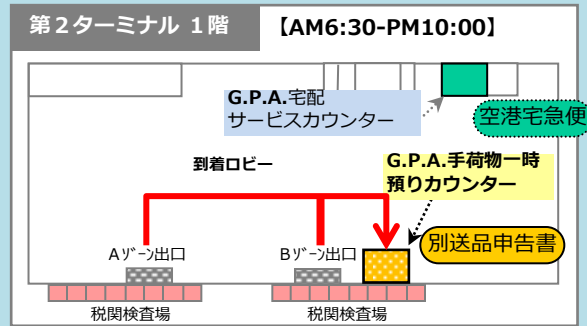 第２ターミナル １階
【AM6:30-PM10:00】
G.P.A.宅配
サービスカウンター
空港宅急便
到着ロビー
G.P.A.手荷物一時
預りカウンター
Aｿﾞｰﾝ出口
Bｿﾞｰﾝ出口
別送品申告書
税関検査場
税関検査場